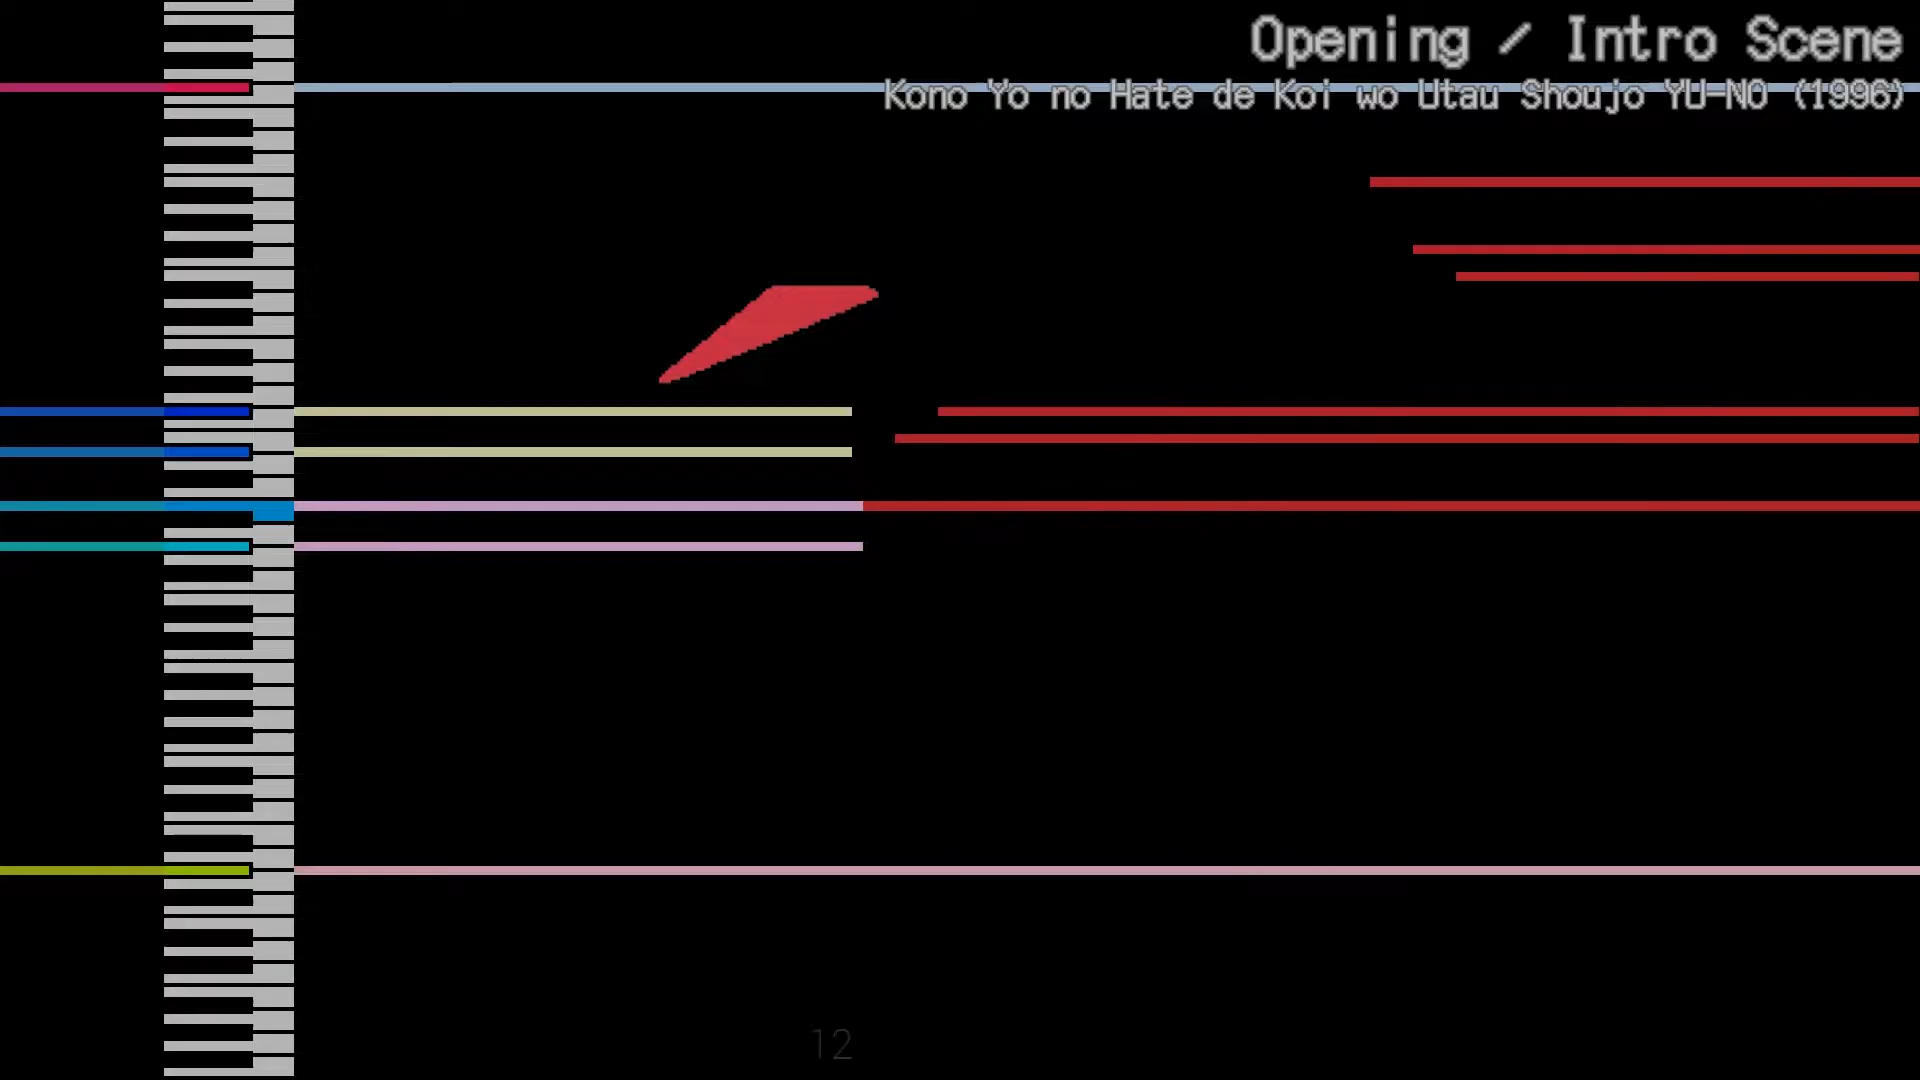 Opening / Intro Scene
Kono Yo no Hate de Koi wo Utau Shoujo YU-NO (1996)
12